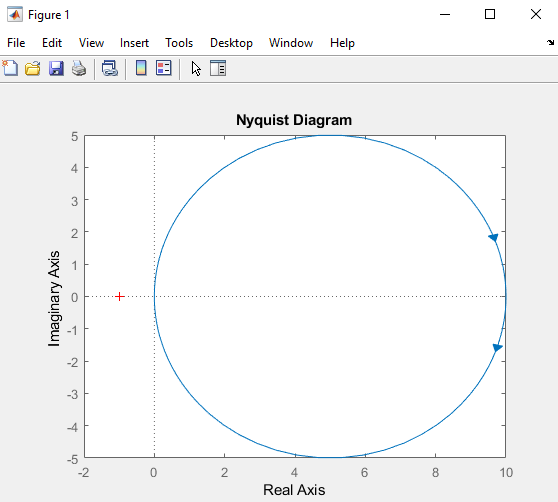 Figure 1
File Edit View Insert Tools Desktop Window Help
Nyquist Diagram
5
4
3
2
1
0
-1
-2
-3
-4
-5
-2 0 2 4 6 8 10
Imaginary Axis
Real Axis